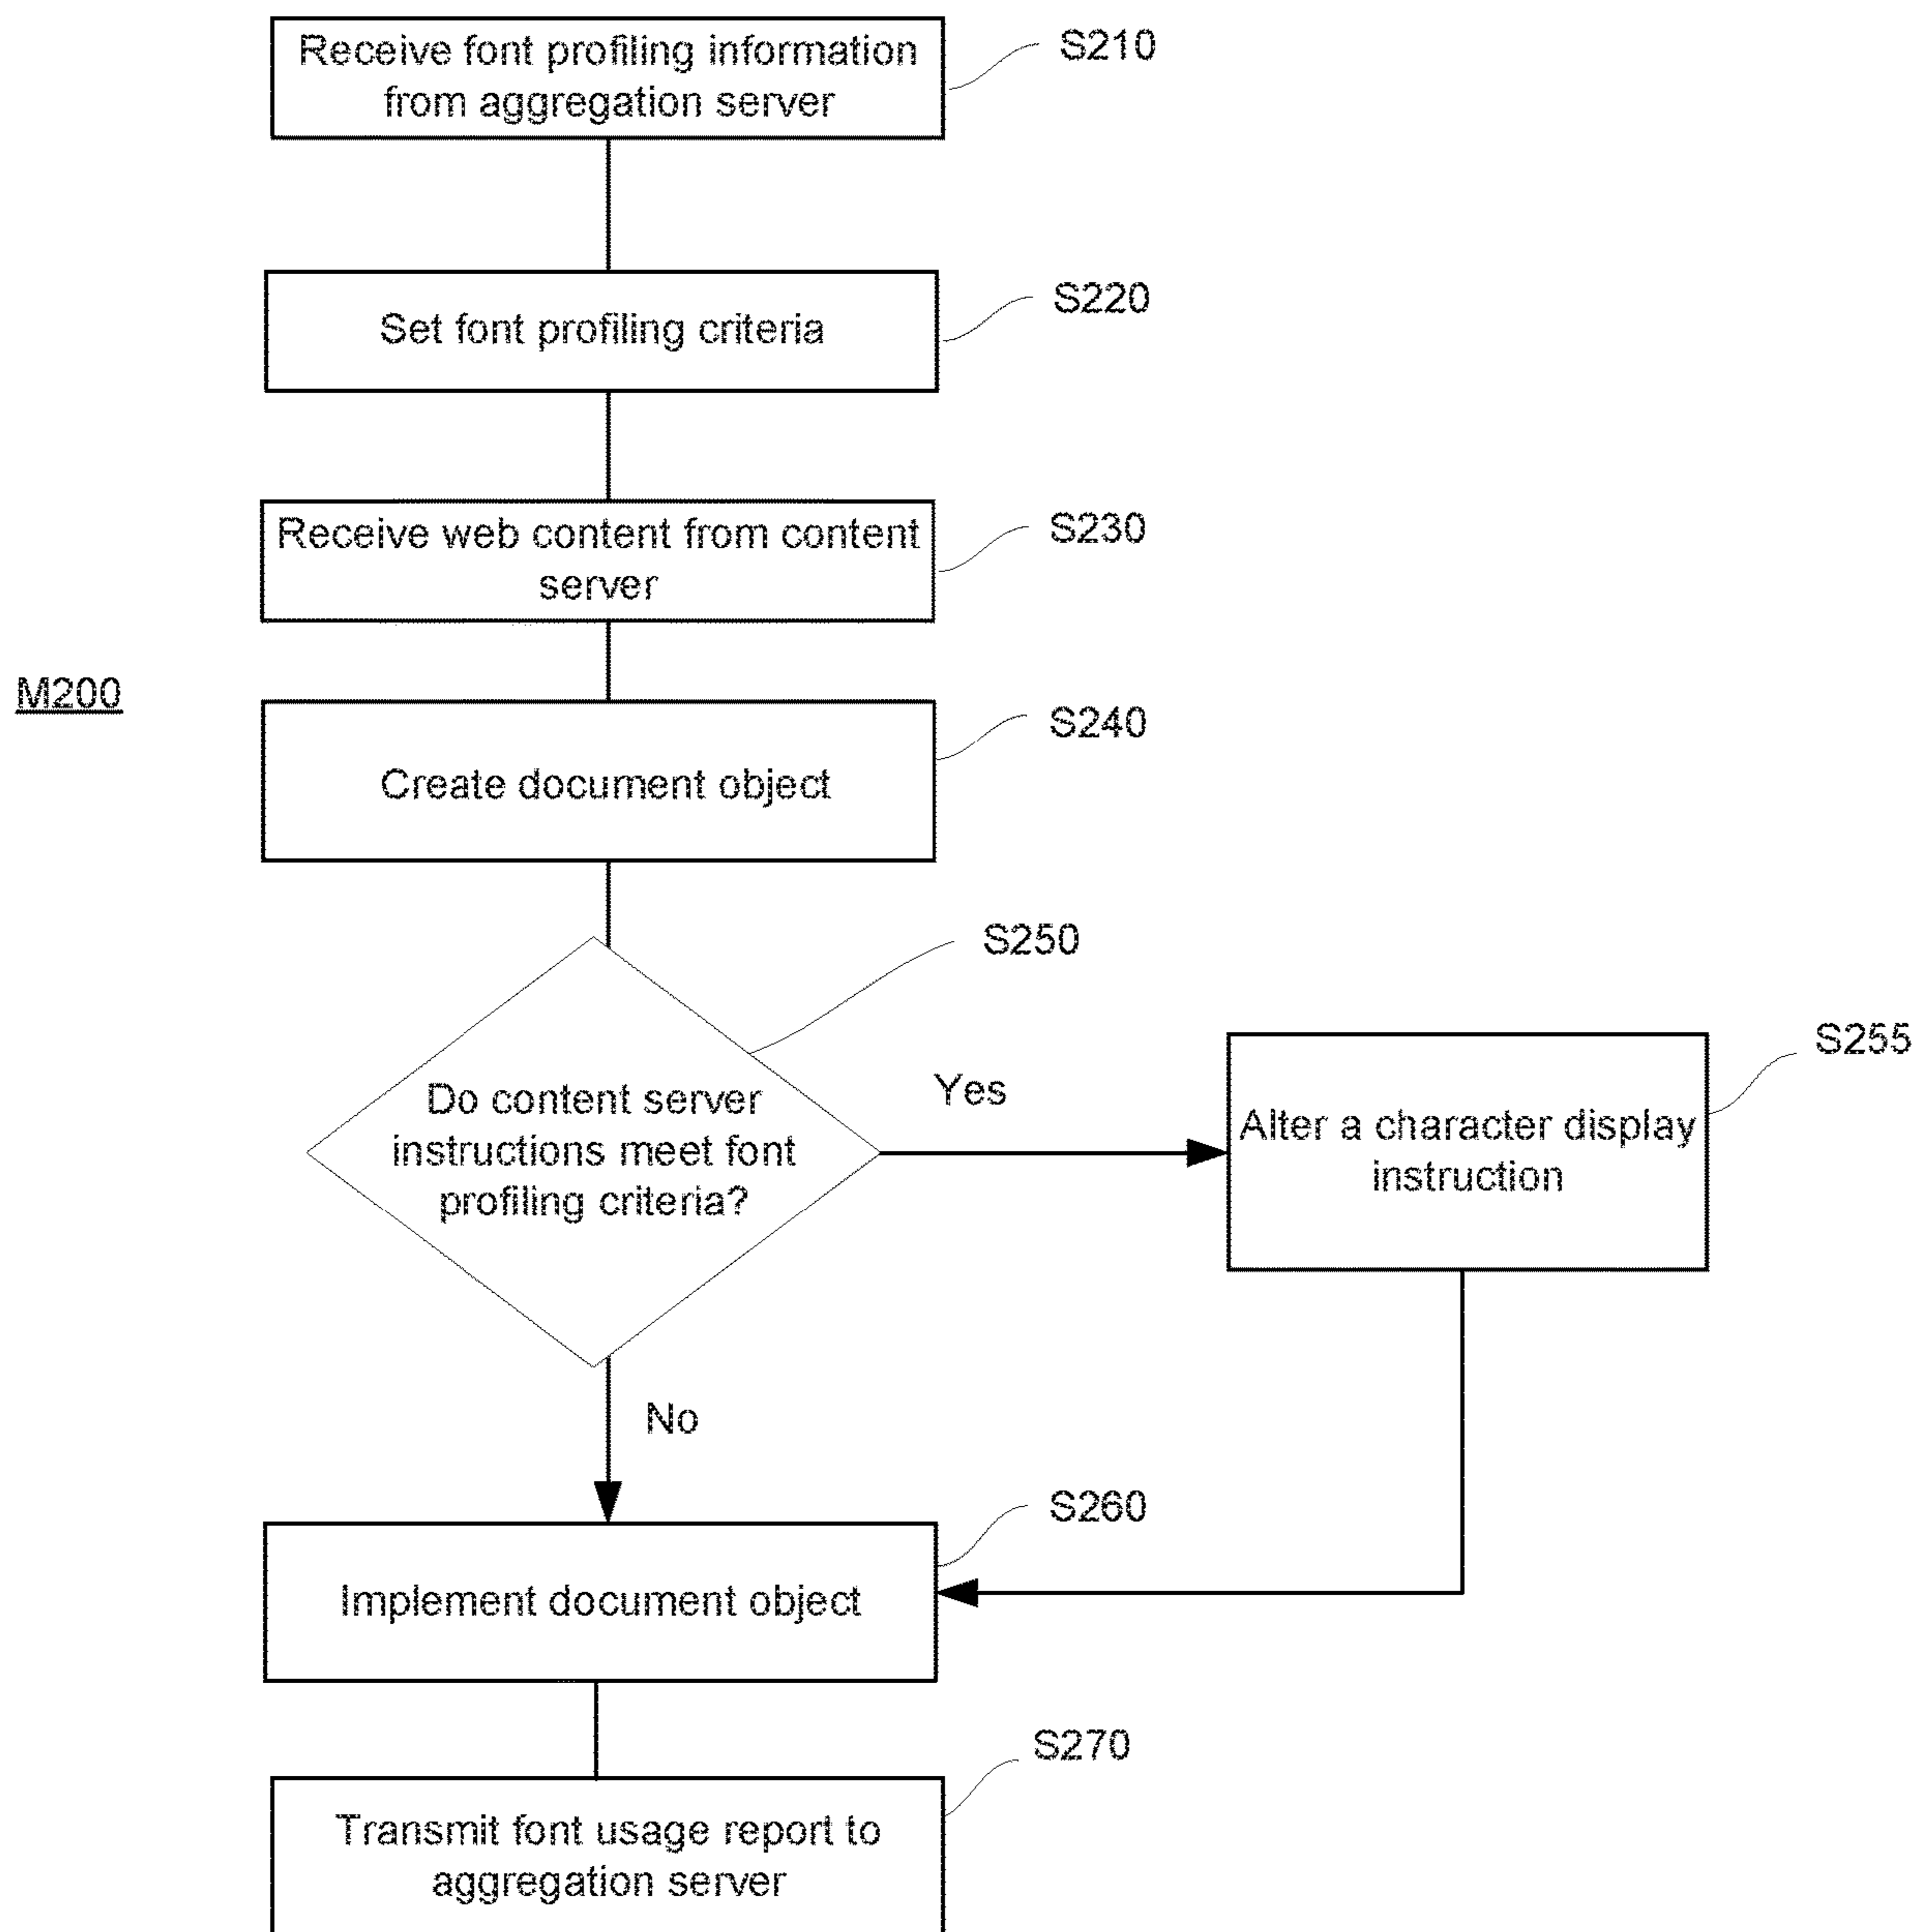 Receive font profiling information
from aggregation server
S210
Set font profiling criteria
S220
Receive web content from content
server
S230
M200
Create document object
S240
S250
Do content server
instructions meet font
profiling criteria?
Yes
Alter a character display
instruction
S255
No
Implement document object
S260
Transmit font usage report to
aggregation server
S270